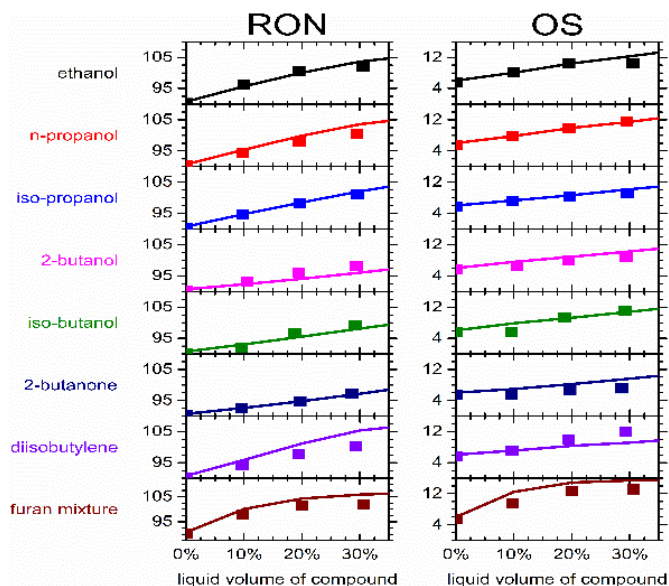 RON OS
ethanol 105 95 12 4
n-propanol 105 95 12 4
iso-propanol 105 95 12 4
2-butanol 105 95 12 4
iso-butanol 105 95 12 4
2-butanone 105 95 12 4
diisobutylene 105 95 12 4
furan mixture 105 95 12 4
0% 10% 20% 30% 0% 10% 20% 30%
liquid volume of compound liquid volume of compound